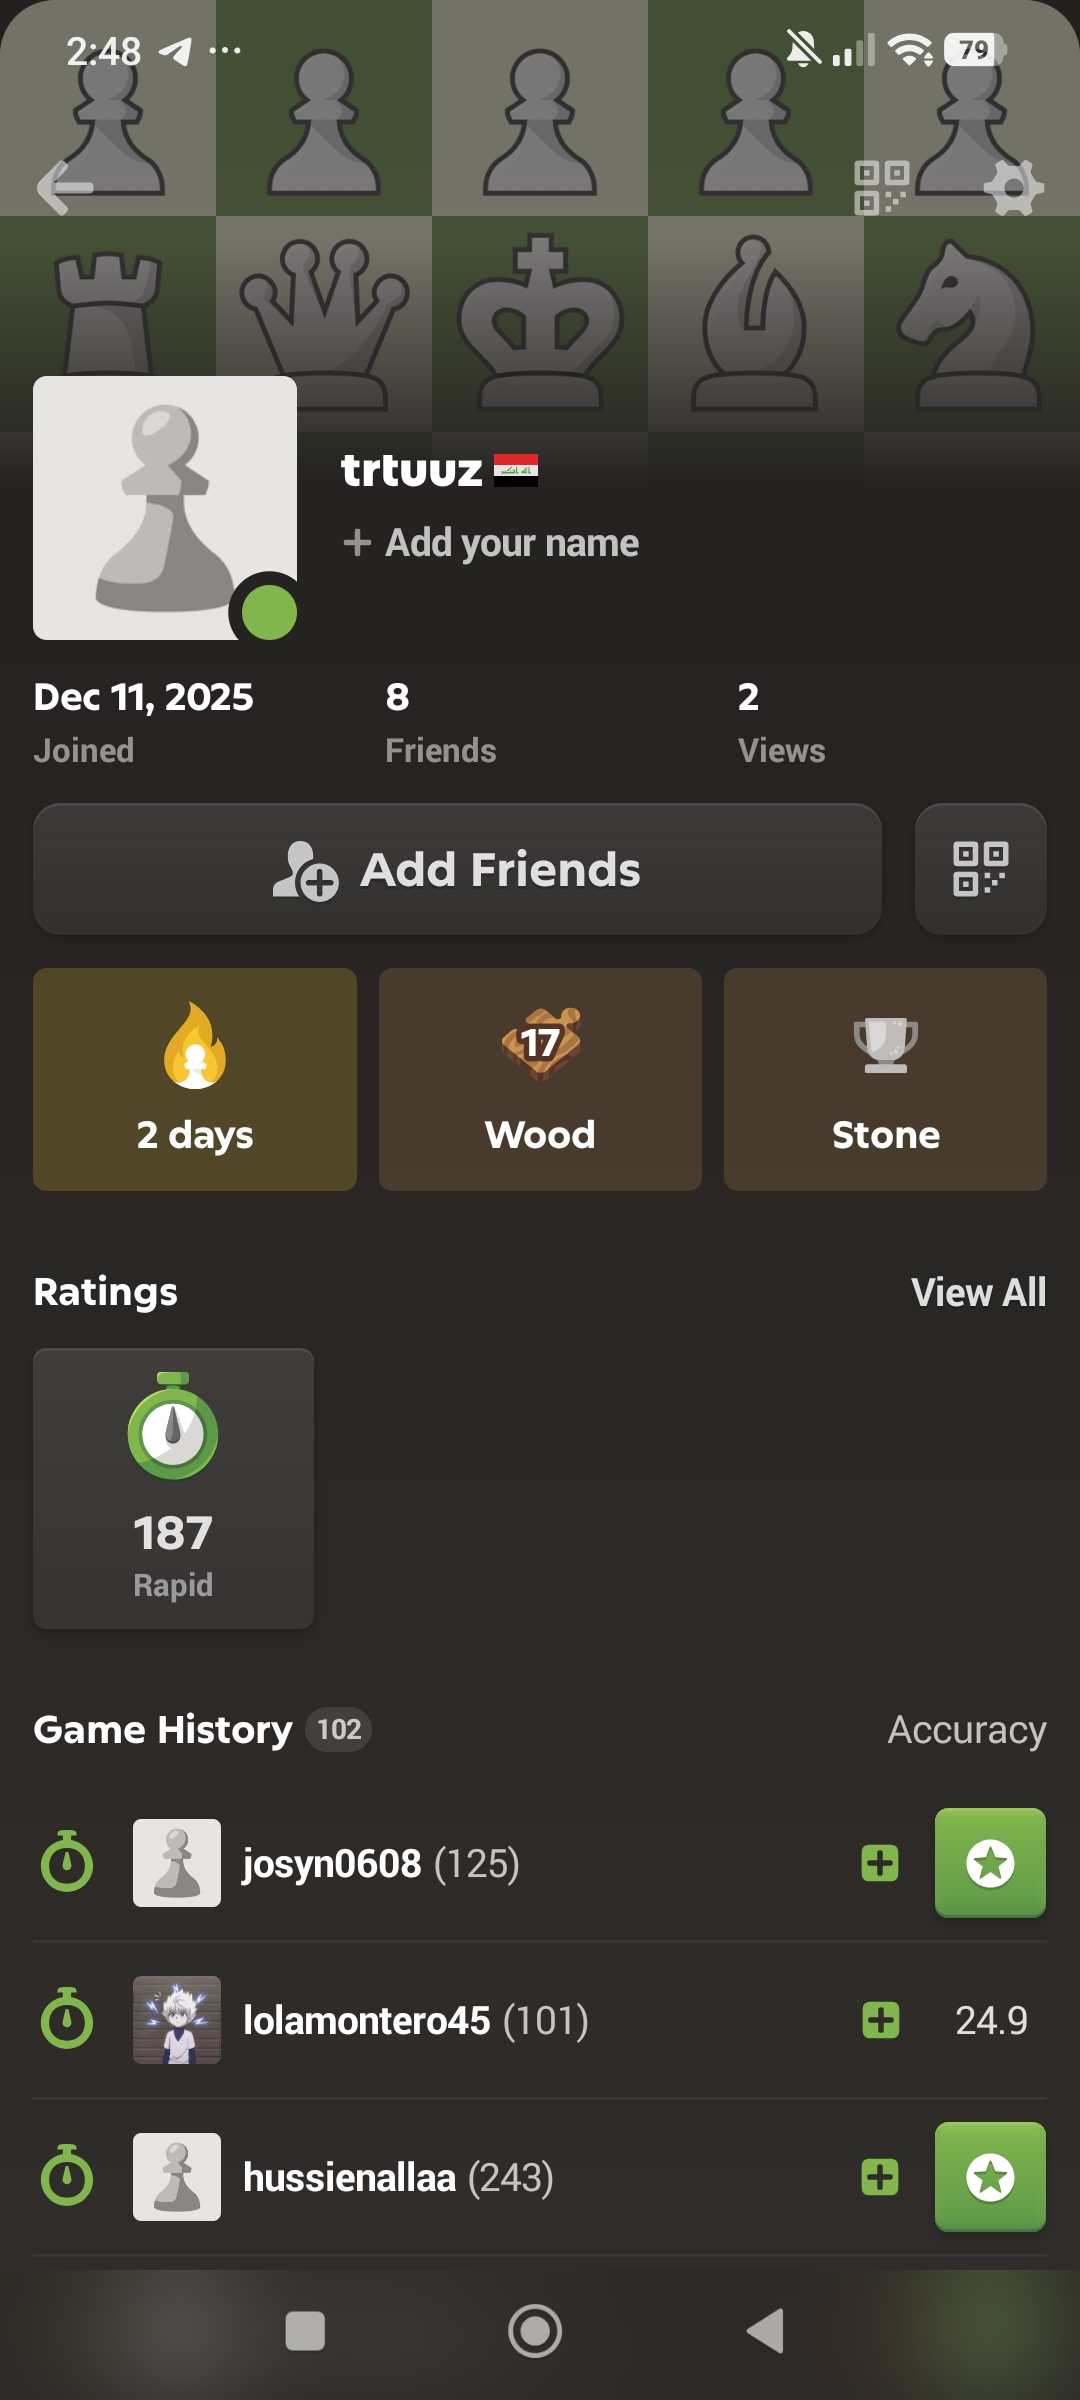 2:48
79
trtuuz
Add your name
Dec 11, 2025
Joined
8
Friends
2
Views
Add Friends
2 days
17
Wood
Stone
Ratings
View All
187
Rapid
Game History 102
Accuracy
josyn0608 (125)
lolamontero45 (101)
24.9
hussienallaa (243)